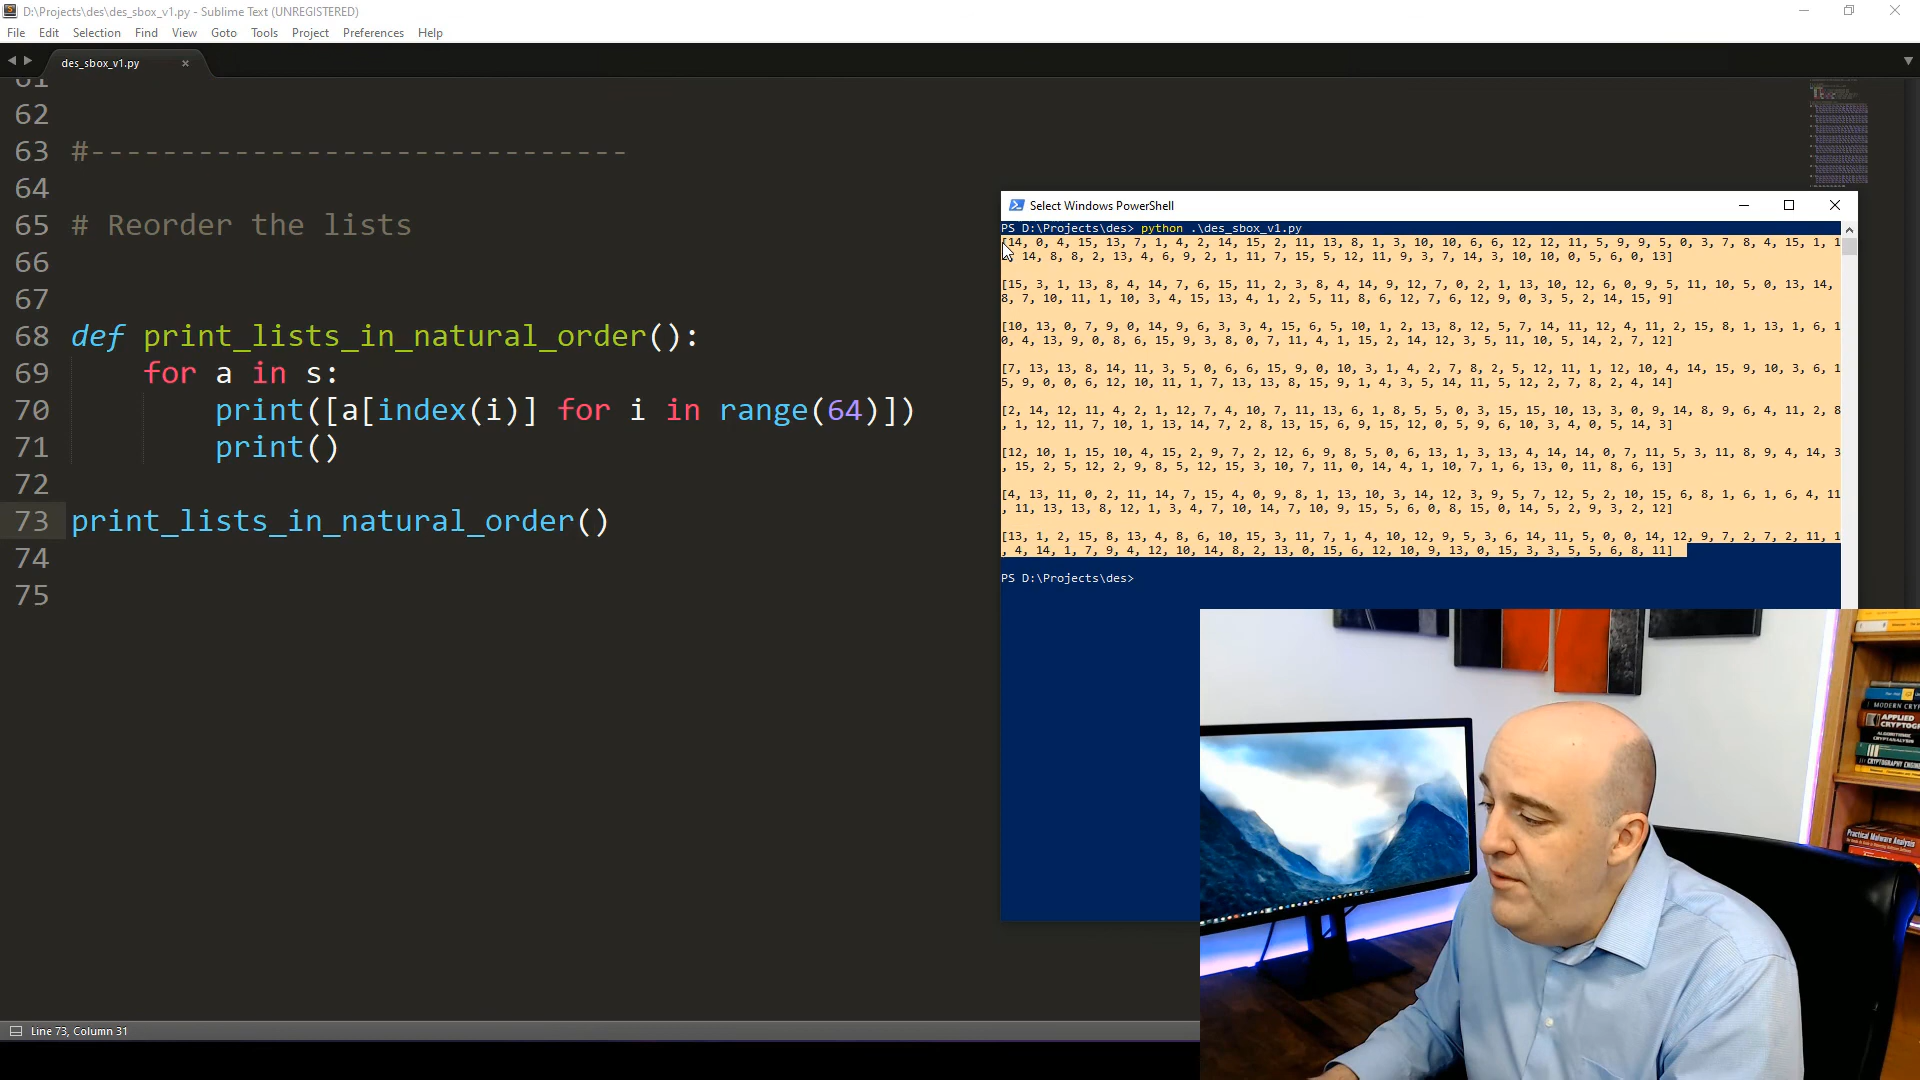 D:\Projects\des\des_sbox_v1.py - Sublime Text (UNREGISTERED)
File Edit Selection Find View Goto Tools Project Preferences Help
des_sbox_v1.py
61
62
63 #------------------------------
64
65 # Reorder the lists
66
67
68 def print_lists_in_natural_order():
69 for a in s:
70 print([a[index(i)] for i in range(64)])
71 print()
72
73 print_lists_in_natural_order()
74
75
Line 73, Column 31
Select Windows PowerShell
PS D:\Projects\des> python .\des_sbox_v1.py
[14, 0, 4, 15, 13, 7, 1, 4, 2, 14, 15, 2, 11, 13, 8, 1, 3, 10, 10, 6, 6, 12, 12, 11, 5, 9, 9, 5, 0, 3, 7, 8, 4, 15, 1, 1
, 14, 8, 8, 2, 13, 4, 6, 9, 2, 1, 11, 7, 15, 5, 12, 11, 9, 3, 7, 14, 3, 10, 10, 0, 5, 6, 0, 13]
[15, 3, 1, 13, 8, 4, 14, 7, 6, 15, 11, 2, 3, 8, 4, 14, 9, 12, 7, 0, 2, 1, 13, 10, 12, 6, 0, 9, 5, 11, 10, 5, 0, 13, 14,
8, 7, 10, 11, 1, 10, 3, 4, 15, 13, 4, 1, 2, 5, 11, 8, 6, 12, 7, 6, 12, 9, 0, 3, 5, 2, 14, 15, 9]
[10, 13, 0, 7, 9, 0, 14, 9, 6, 3, 3, 4, 15, 6, 5, 10, 1, 2, 13, 8, 12, 5, 7, 14, 11, 12, 4, 11, 2, 15, 8, 1, 13, 1, 6, 1
0, 4, 13, 9, 0, 8, 6, 15, 9, 3, 8, 0, 7, 11, 4, 1, 15, 2, 14, 12, 3, 5, 11, 10, 5, 14, 2, 7, 12]
[7, 13, 13, 8, 14, 11, 3, 5, 0, 6, 6, 15, 9, 0, 10, 3, 1, 4, 2, 7, 8, 2, 5, 12, 11, 1, 12, 10, 4, 14, 15, 9, 10, 3, 6, 1
5, 9, 0, 0, 6, 12, 10, 11, 1, 7, 13, 13, 8, 15, 9, 1, 4, 3, 5, 14, 11, 5, 12, 2, 7, 8, 2, 4, 14]
[2, 14, 12, 11, 4, 2, 1, 12, 7, 4, 10, 7, 11, 13, 6, 1, 8, 5, 5, 0, 3, 15, 15, 10, 13, 3, 0, 9, 14, 8, 9, 6, 4, 11, 2, 8
, 1, 12, 11, 7, 10, 1, 13, 14, 7, 2, 8, 13, 15, 6, 9, 15, 12, 0, 5, 9, 6, 10, 3, 4, 0, 5, 14, 3]
[12, 10, 1, 15, 10, 4, 15, 2, 9, 7, 2, 12, 6, 9, 8, 5, 0, 6, 13, 1, 3, 13, 4, 14, 14, 0, 7, 11, 5, 3, 11, 8, 9, 4, 14, 3
, 15, 2, 5, 12, 2, 9, 8, 5, 12, 15, 3, 10, 7, 11, 0, 14, 4, 1, 10, 7, 1, 6, 13, 0, 11, 8, 6, 13]
[4, 13, 11, 0, 2, 11, 14, 7, 15, 4, 0, 9, 8, 1, 13, 10, 3, 14, 12, 3, 9, 5, 7, 12, 5, 2, 10, 15, 6, 8, 1, 6, 1, 6, 4, 11
, 11, 13, 13, 8, 12, 1, 3, 4, 7, 10, 14, 7, 10, 9, 15, 5, 6, 0, 8, 15, 0, 14, 5, 2, 9, 3, 2, 12]
[13, 1, 2, 15, 8, 13, 4, 8, 6, 10, 15, 3, 11, 7, 1, 4, 10, 12, 9, 5, 3, 6, 14, 11, 5, 0, 0, 14, 12, 9, 7, 2, 7, 2, 11, 1
, 4, 14, 1, 7, 9, 4, 12, 10, 14, 8, 2, 13, 0, 15, 6, 12, 10, 9, 13, 0, 15, 3, 3, 5, 5, 6, 8, 11]
PS D:\Projects\des>
MODERN CRY
APPLIED
CRYPTOGRA
ALGORITHMIC
CRYPTANALYSIS
CRYPTOGRAPHY ENGINE
Practical Malware Analysis